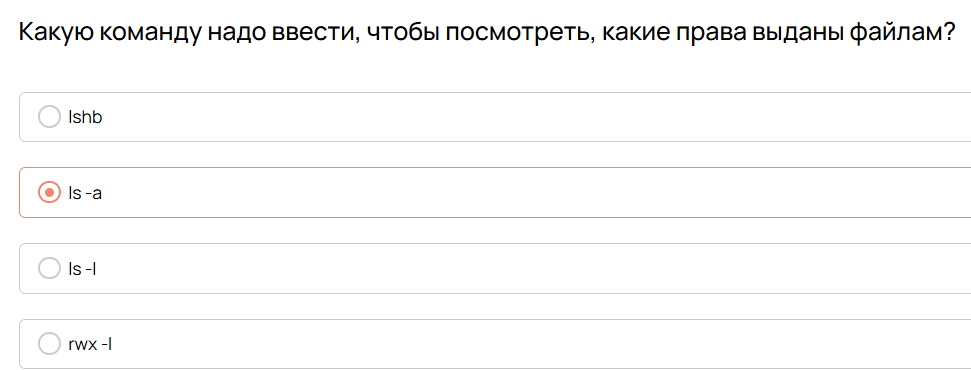 Какую команду надо ввести, чтобы посмотреть, какие права выданы файлам?
lshb
ls -a
ls -l
rwx -l